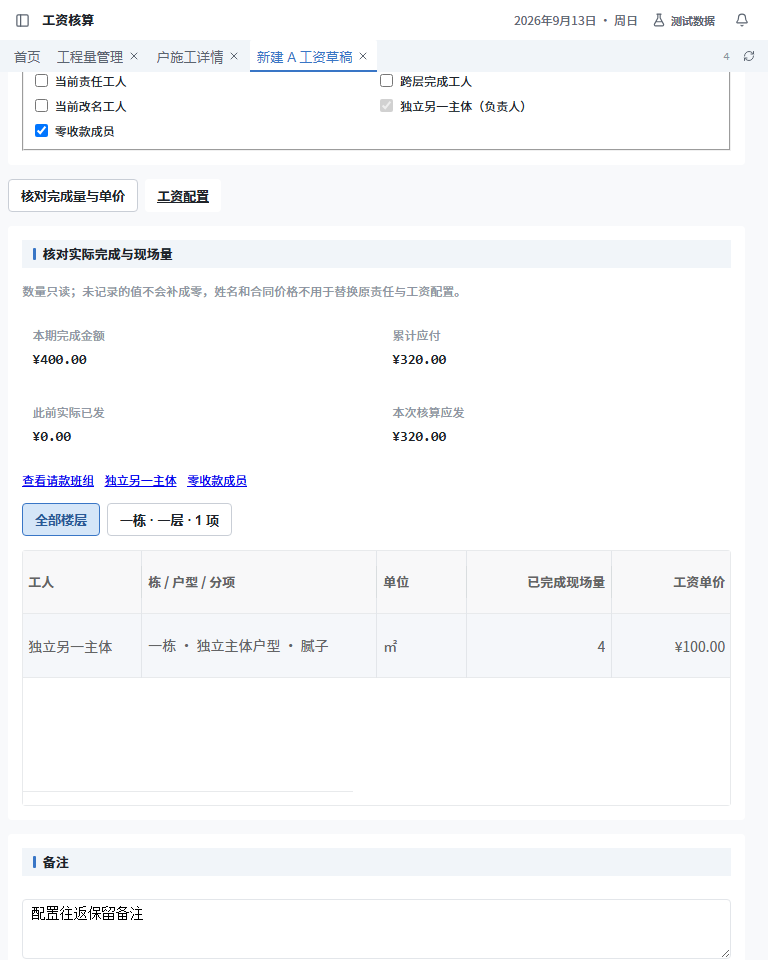 工资核算
2026年9月13日 · 周日 测试数据
首页 工程量管理 × 户施工详情 × 新建 A 工资草稿 × 4
当前责任工人 跨层完成工人
当前改名工人 独立另一主体（负责人）
零收款成员
核对完成量与单价 工资配置
核对实际完成与现场量
数量只读；未记录的值不会补成零，姓名和合同价格不用于替换原责任与工资配置。
本期完成金额 累计应付
¥400.00 ¥320.00
此前实际已发 本次核算应发
¥0.00 ¥320.00
查看请款班组 独立另一主体 零收款成员
全部楼层 一栋 · 一层 · 1 项
工人 栋 / 户型 / 分项 单位 已完成现场量 工资单价
独立另一主体 一栋 · 独立主体户型 · 腻子 ㎡ 4 ¥100.00
备注
配置往返保留备注